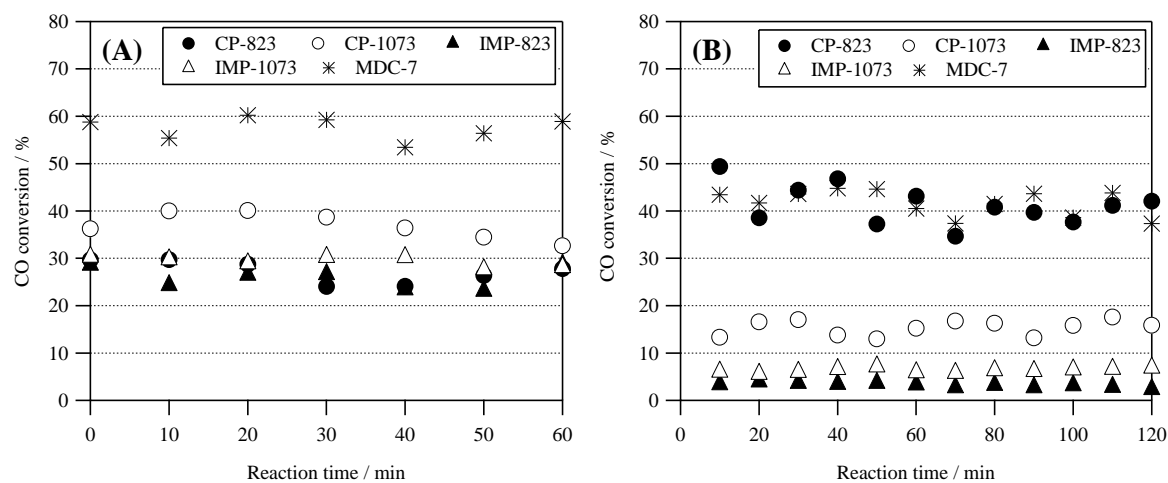 (A)
CP-823 CP-1073 IMP-823
IMP-1073 MDC-7
CO conversion / %
80
70
60
50
40
30
20
10
0
0 10 20 30 40 50 60
Reaction time / min
(B)
CP-823 CP-1073 IMP-823
IMP-1073 MDC-7
CO conversion / %
80
70
60
50
40
30
20
10
0
0 20 40 60 80 100 120
Reaction time / min